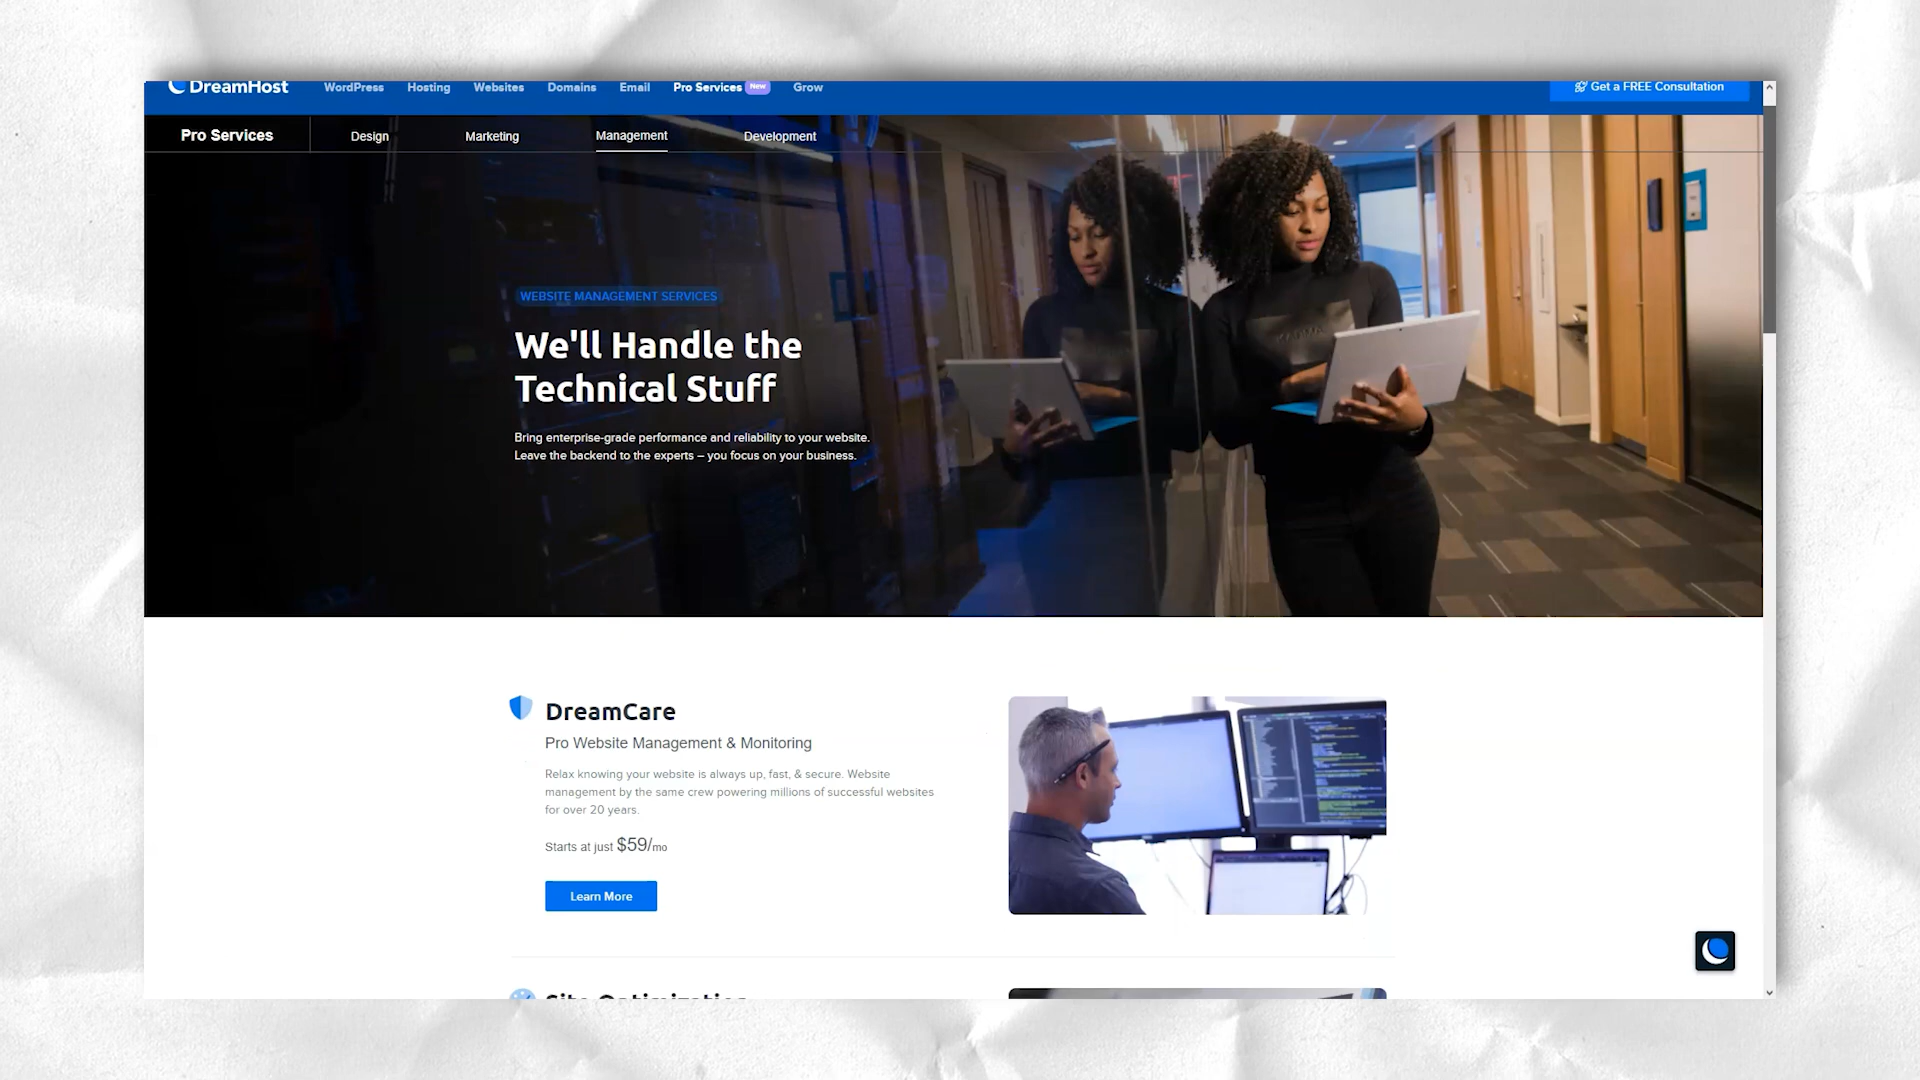 DreamHost WordPress Hosting Websites Domains Email Pro Services New Grow Get a FREE Consultation
Pro Services Design Marketing Management Development
WEBSITE MANAGEMENT SERVICES
We'll Handle the
Technical Stuff
Bring enterprise-grade performance and reliability to your website.
Leave the backend to the experts – you focus on your business.
DreamCare
Pro Website Management & Monitoring
Relax knowing your website is always up, fast, & secure. Website
management by the same crew powering millions of successful websites
for over 20 years.
Starts at just $59/mo
Learn More
Site Optimization